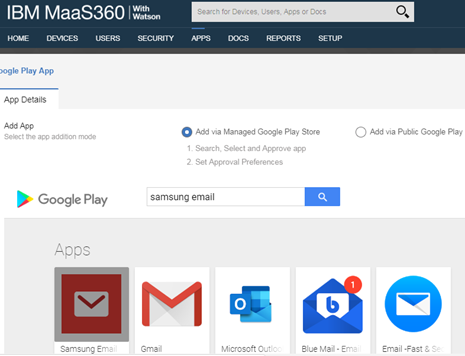 IBM MaaS360 | With Watson
Search for Devices, Users, Apps or Docs
HOME DEVICES USERS SECURITY APPS DOCS REPORTS SETUP
oogle Play App
App Details
Add App
Select the app addition mode
Add via Managed Google Play Store
Add via Public Google Play
1. Search, Select and Approve app
2. Set Approval Preferences
Google Play
samsung email
Apps
1
Samsung Email
Gmail
Microsoft Outloo
Blue Mail - Email
Email -Fast & Se